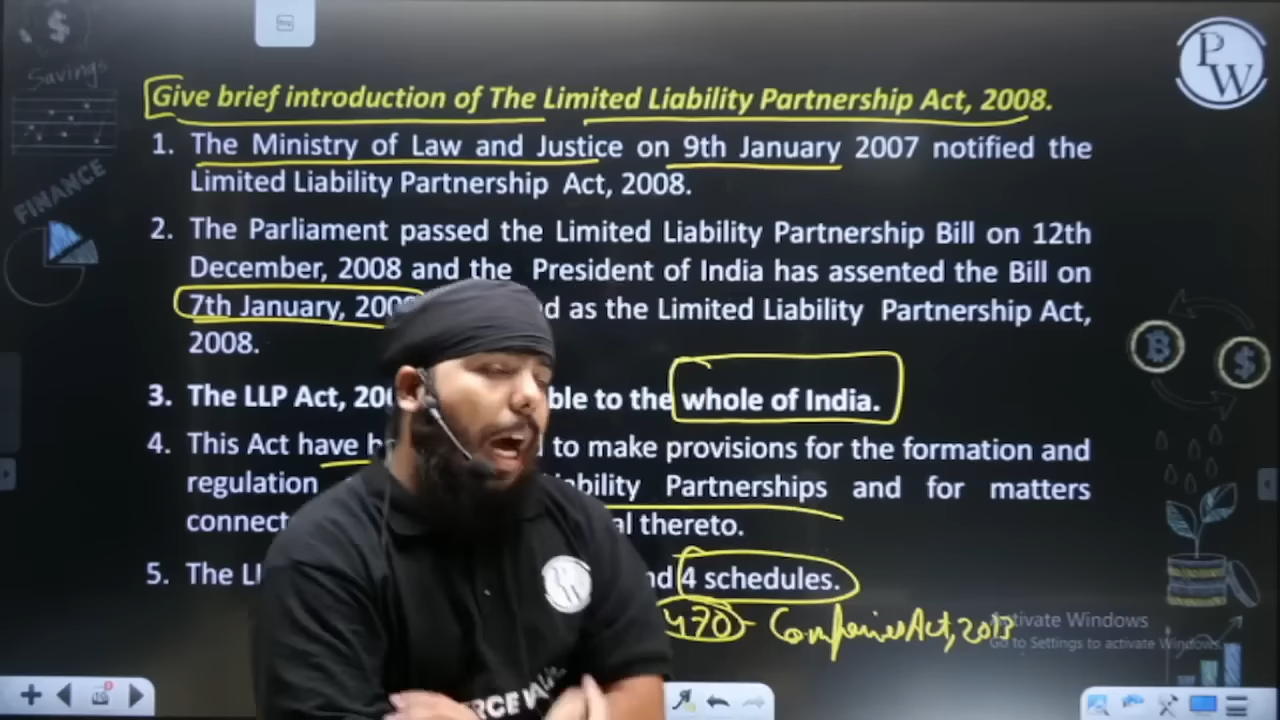 Savings
FINANCE
PW
Give brief introduction of The Limited Liability Partnership Act, 2008.
1. The Ministry of Law and Justice on 9th January 2007 notified the
Limited Liability Partnership Act, 2008.
2. The Parliament passed the Limited Liability Partnership Bill on 12th
December, 2008 and the President of India has assented the Bill on
7th January, 200 d as the Limited Liability Partnership Act,
2008.
3. The LLP Act, 20 ble to the whole of India.
4. This Act have to make provisions for the formation and
regulation ability Partnerships and for matters
connect al thereto.
5. The nd 4 schedules.
470 - Companies Act, 2013
Activate Windows
Go to Settings to activate Windows.